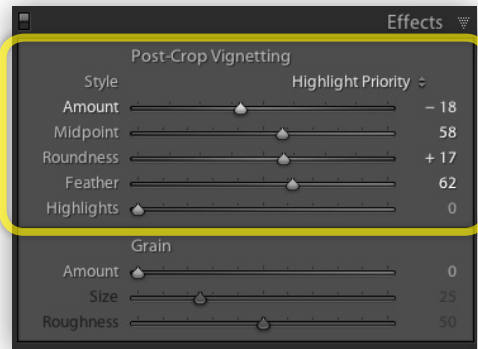 Effects
Post-Crop Vignetting
Style Highlight Priority
Amount – 18
Midpoint 58
Roundness + 17
Feather 62
Highlights 0
Grain
Amount 0
Size 25
Roughness 50